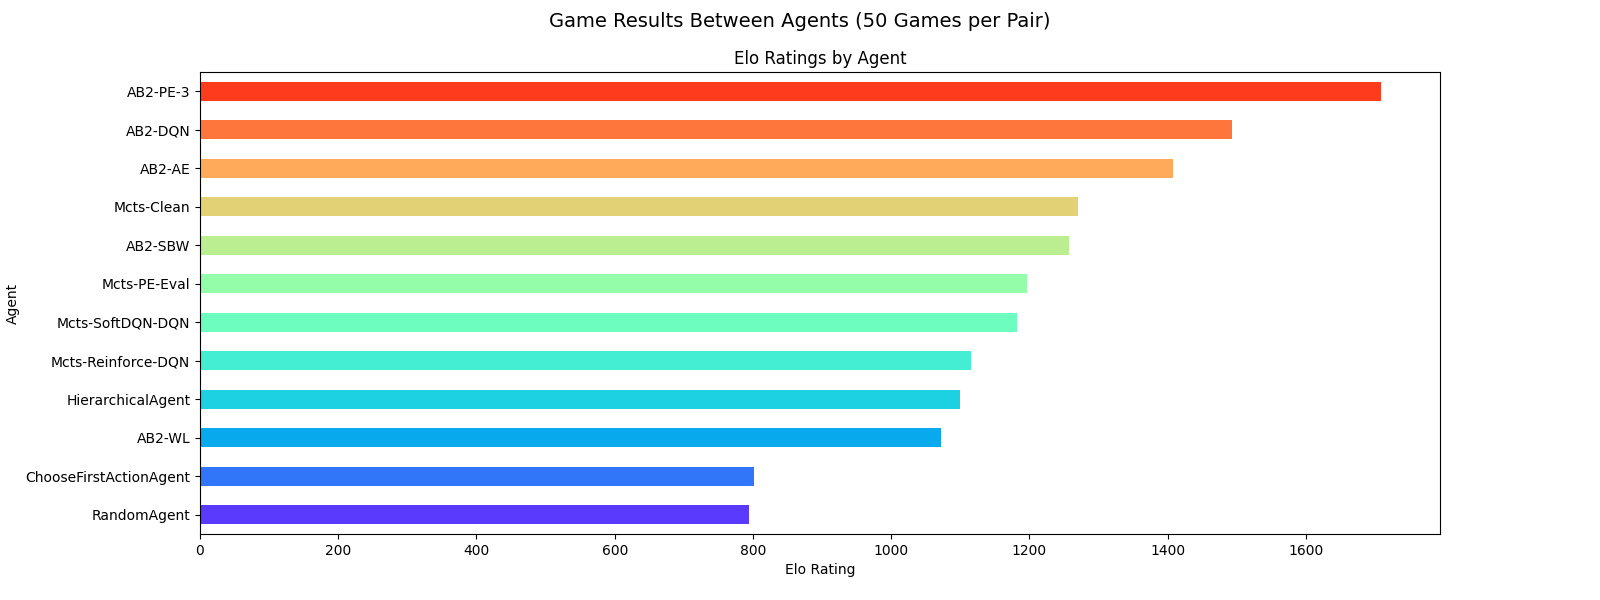 Game Results Between Agents (50 Games per Pair)
Elo Ratings by Agent
Agent
AB2-PE-3
AB2-DQN
AB2-AE
Mcts-Clean
AB2-SBW
Mcts-PE-Eval
Mcts-SoftDQN-DQN
Mcts-Reinforce-DQN
HierarchicalAgent
AB2-WL
ChooseFirstActionAgent
RandomAgent
0 200 400 600 800 1000 1200 1400 1600
Elo Rating